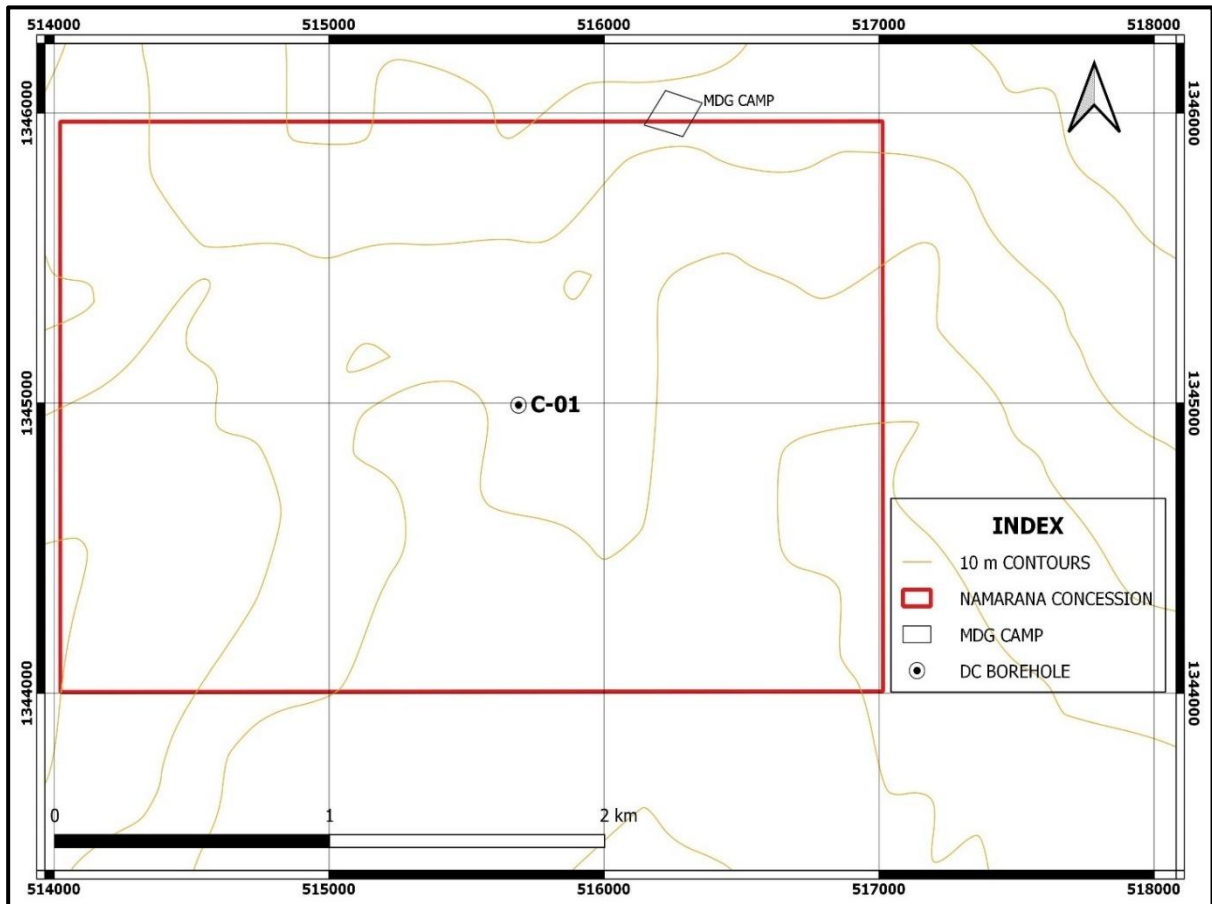 514000 515000 516000 517000 518000
1346000
1346000
MDG CAMP
1345000
C-01
1345000
INDEX
10 m CONTOURS
NAMARANA CONCESSION
MDG CAMP
DC BOREHOLE
1344000
1344000
0 1 2 km
514000 515000 516000 517000 518000